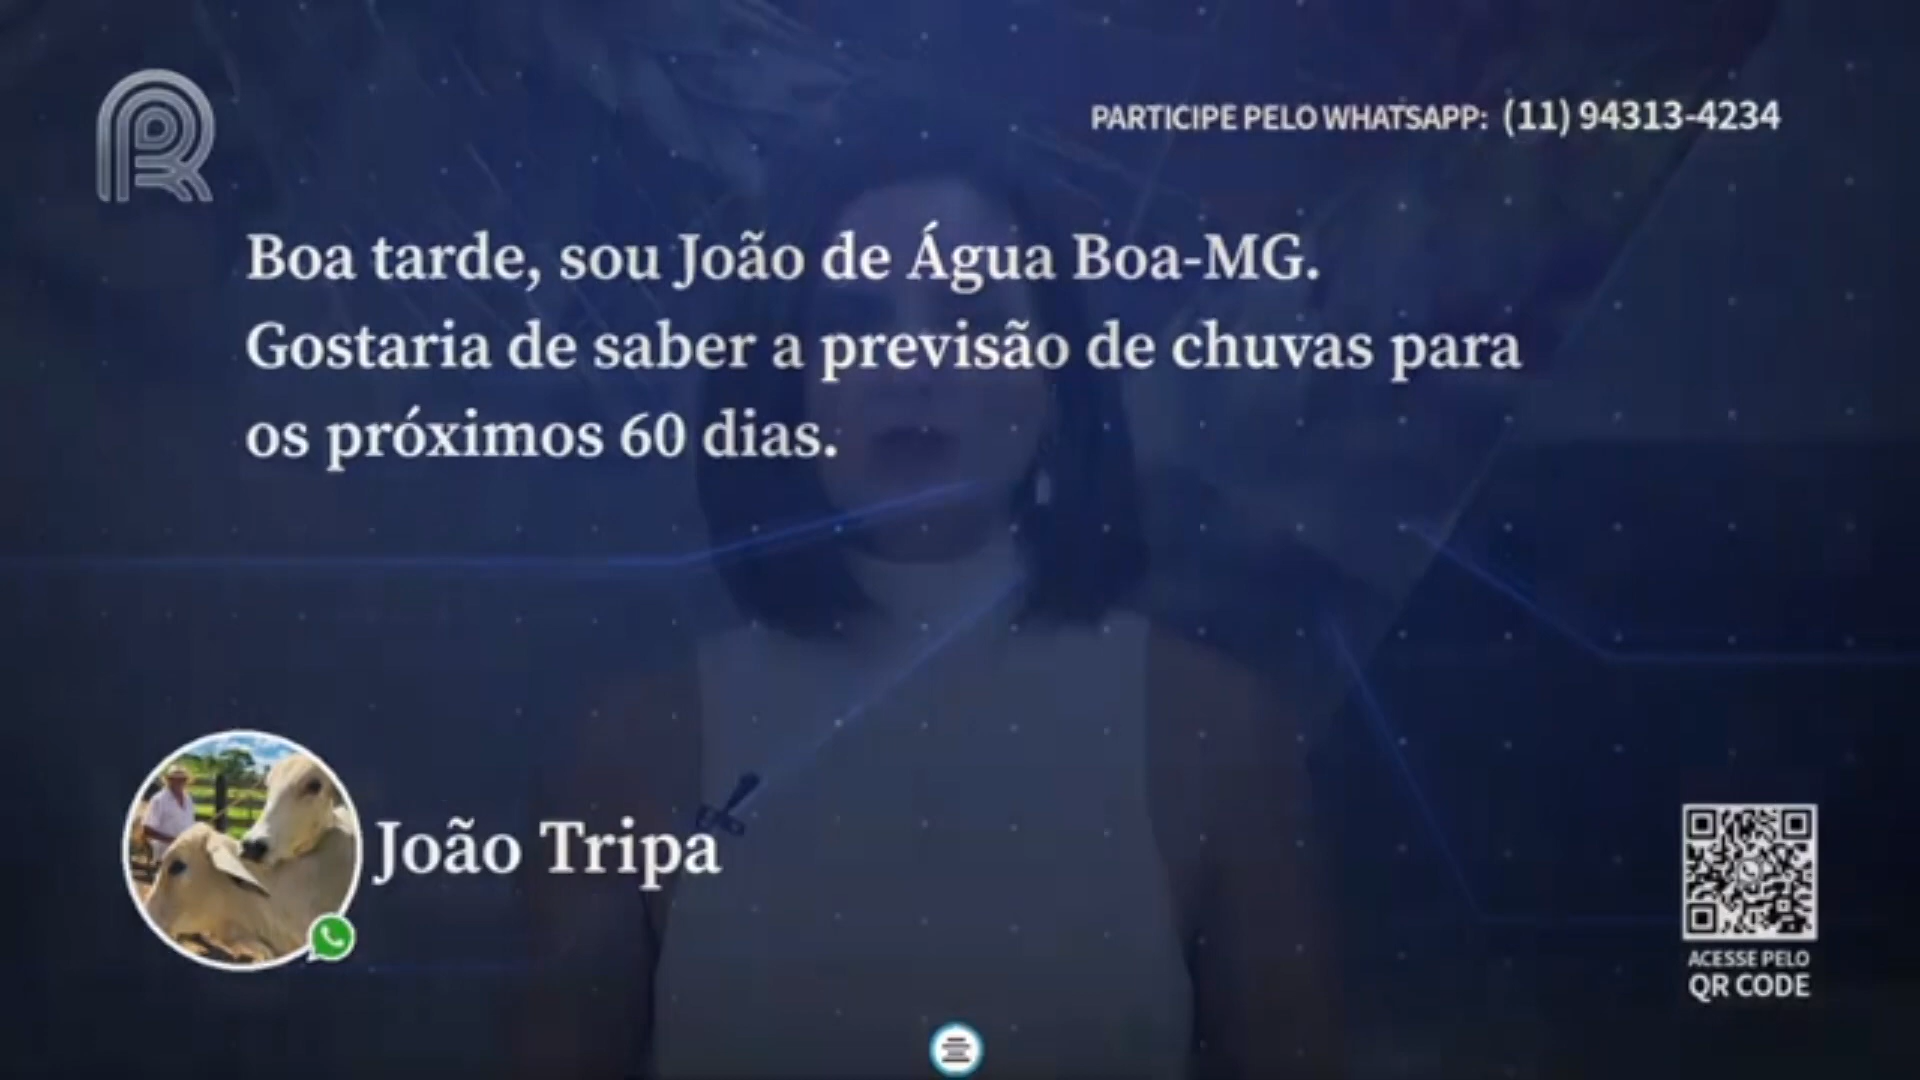 PARTICIPE PELO WHATSAPP: (11) 94313-4234
Boa tarde, sou João de Água Boa-MG.
Gostaria de saber a previsão de chuvas para
os próximos 60 dias.
João Tripa
ACESSE PELO
QR CODE